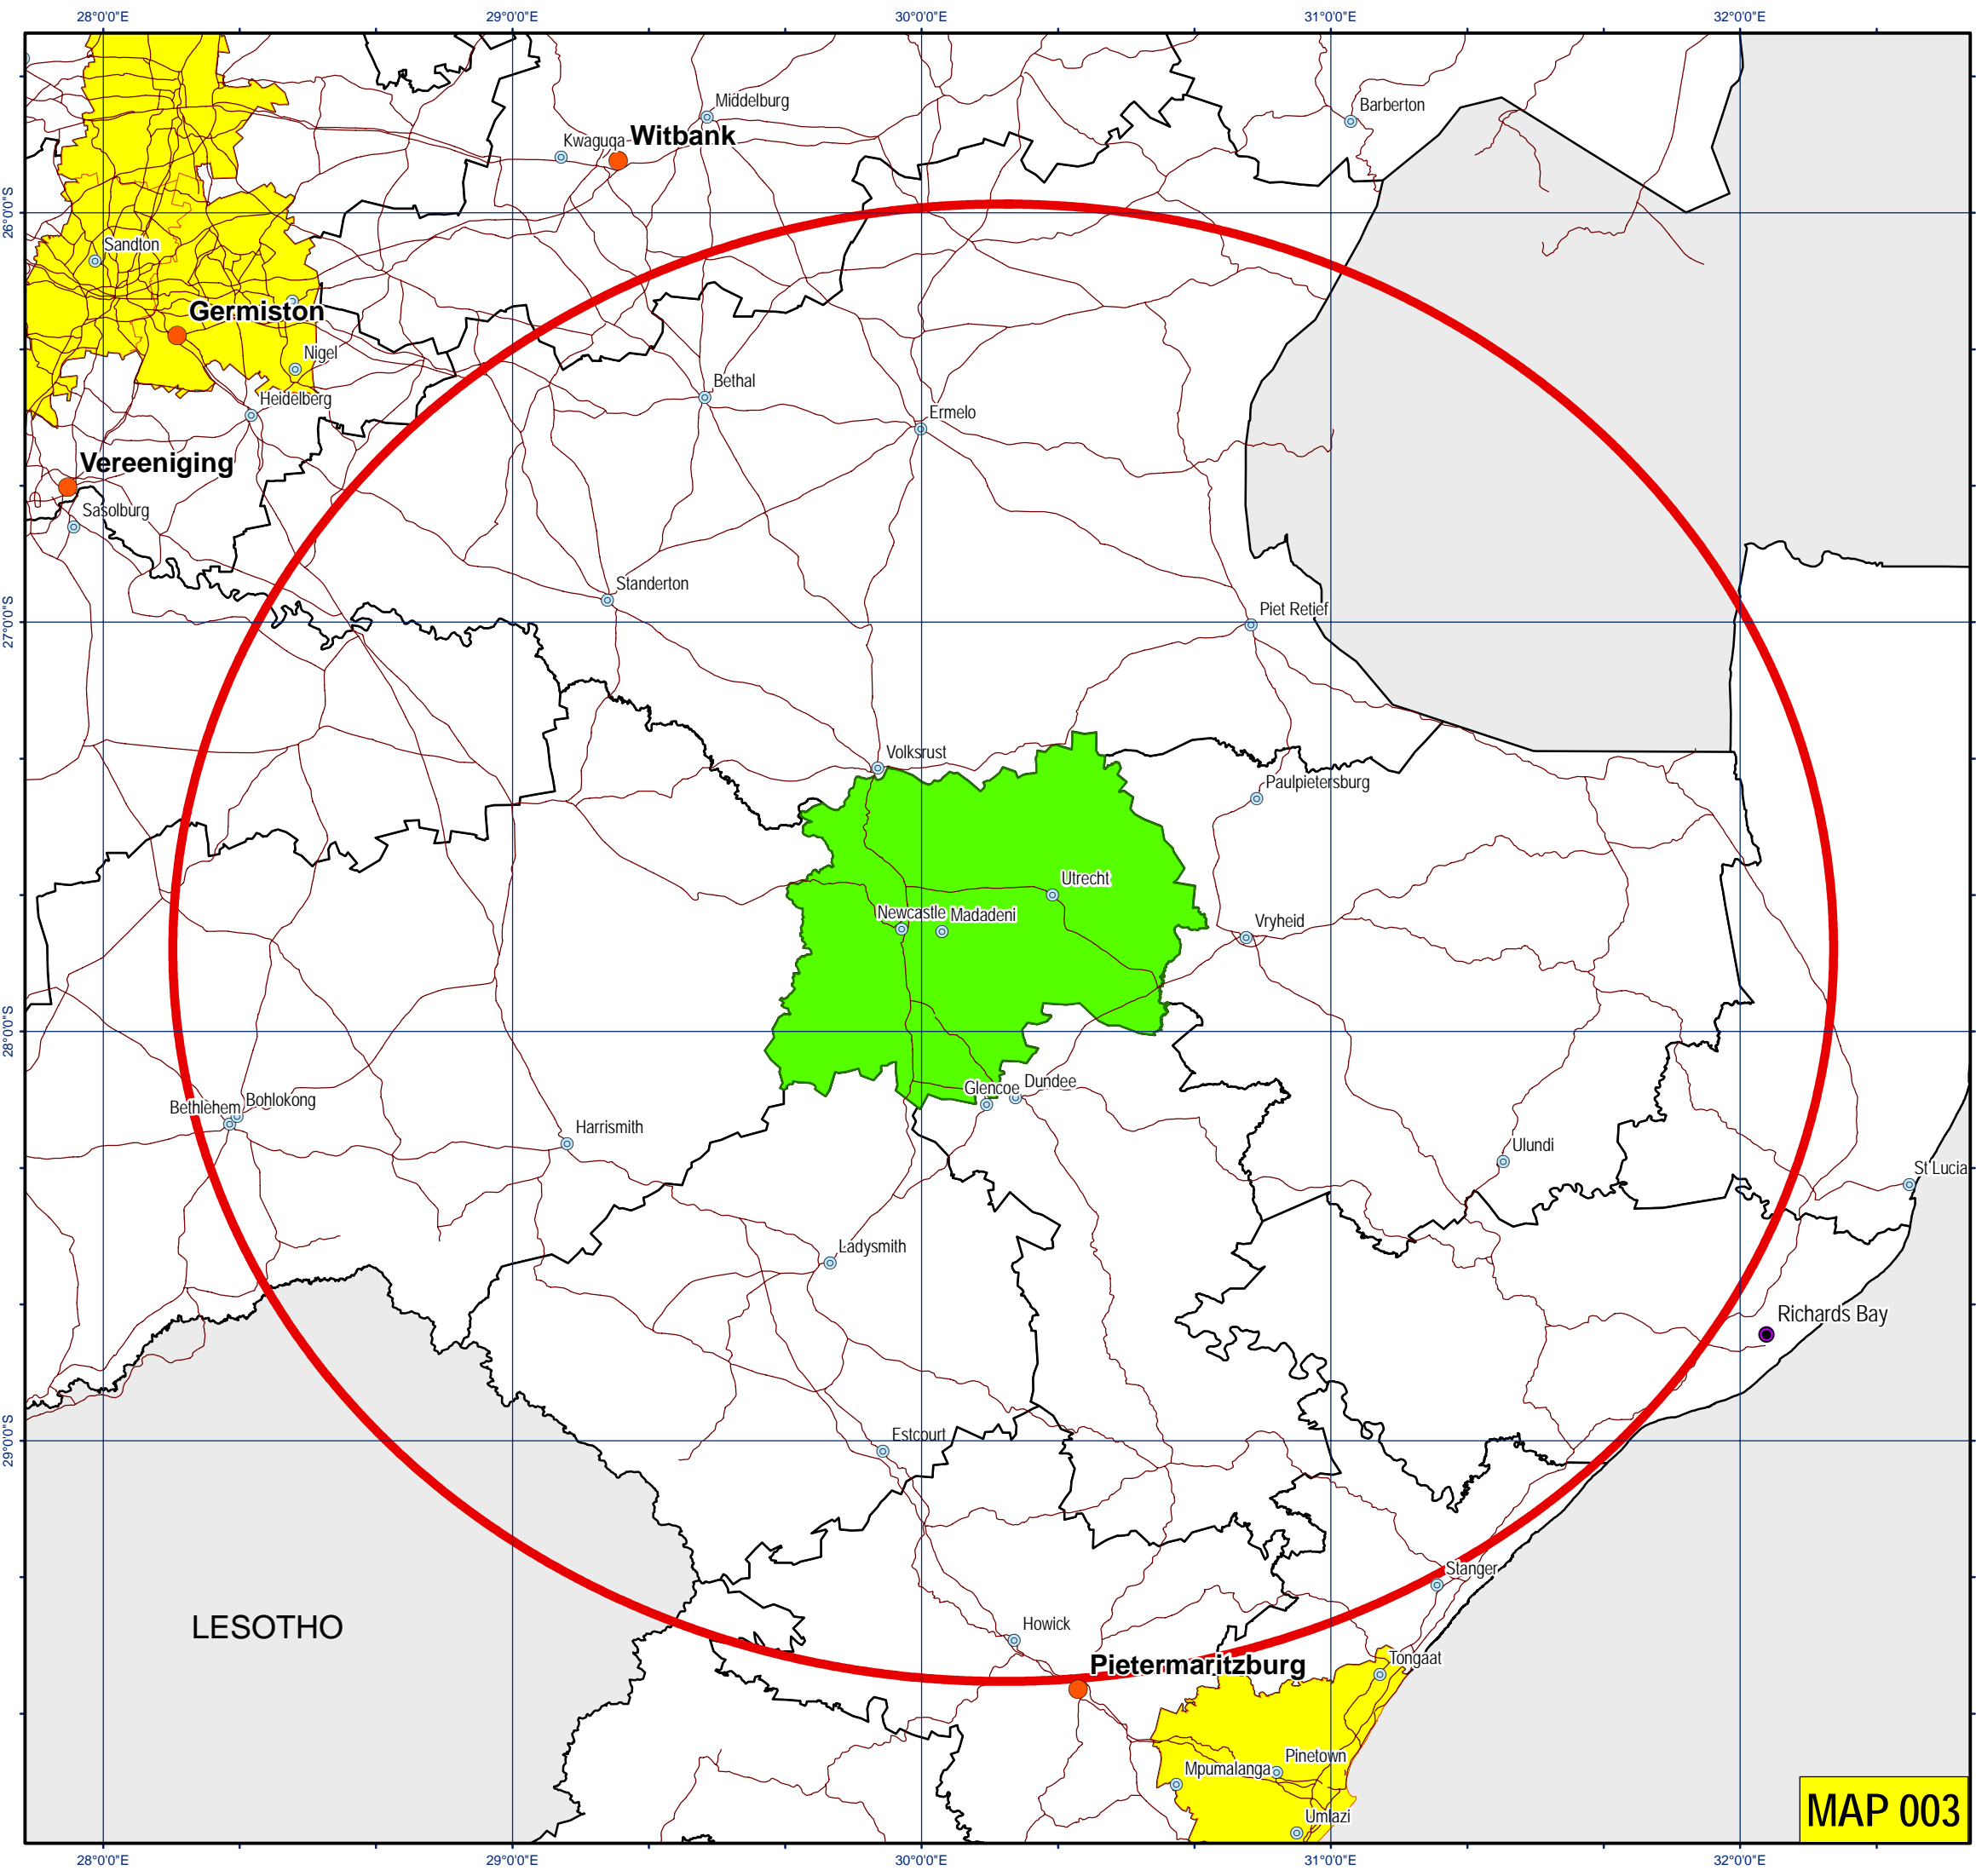 28°0'0"E
29°0'0"E
30°0'0"E
31°0'0"E
32°0'0"E
Middelburg
Barberton
Kwaguqa
Witbank
26°0'0"S
Sandton
Germiston
Nigel
Bethal
Heidelberg
Ermelo
Vereeniging
Sasolburg
Standerton
Piet Retief
27°0'0"S
Volksrust
Paulpietersburg
Utrecht
Newcastle
Madadeni
Vryheid
28°0'0"S
Glencoe
Dundee
Bethlehem
Bohlokong
Harrismith
Ulundi
St Lucia
Ladysmith
Richards Bay
29°0'0"S
Estcourt
Stanger
LESOTHO
Howick
Pietermaritzburg
Tongaat
Pinetown
Mpumalanga
Umlazi
MAP 003
28°0'0"E
29°0'0"E
30°0'0"E
31°0'0"E
32°0'0"E